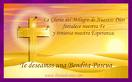 La Gloria del Milagro de Nuestro Dios
fortalece nuestra Fe
y renueva nuestra Esperanza
Te deseamos una Bendita Pascua